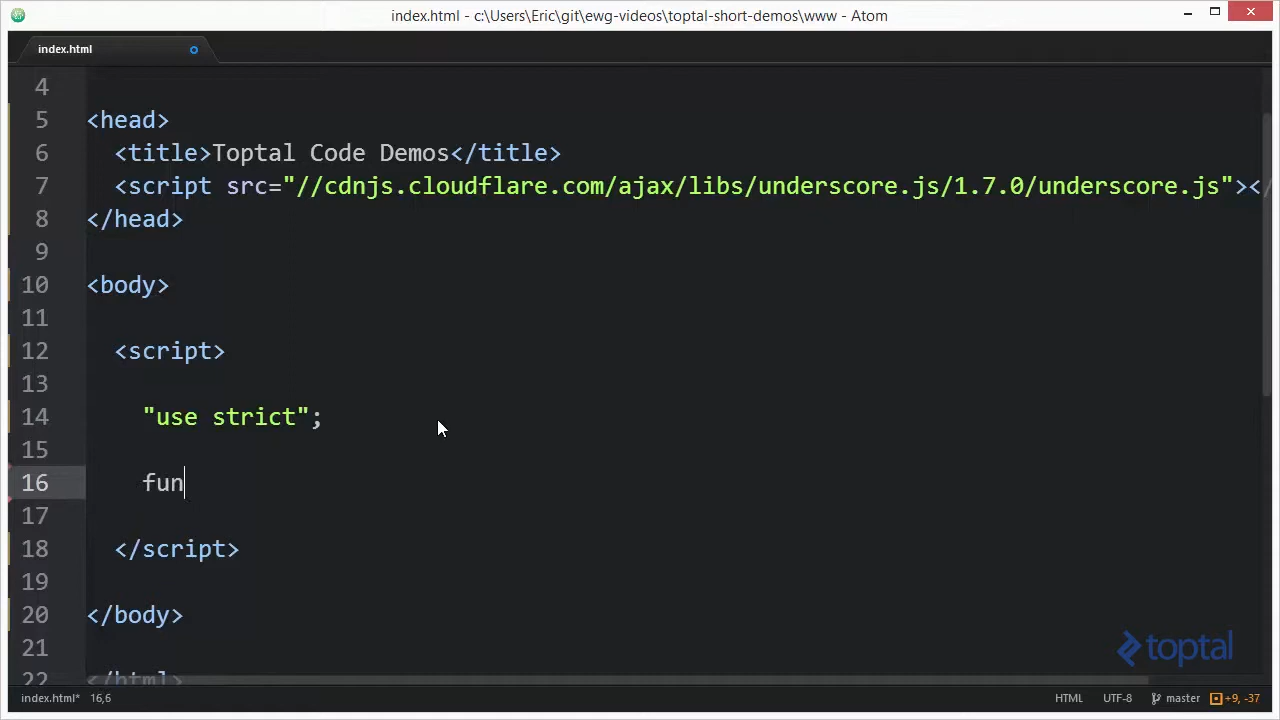 index.html - c:\Users\Eric\git\ewg-videos\toptal-short-demos\www - Atom
index.html
4
5 <head>
6 <title>Toptal Code Demos</title>
7 <script src="//cdnjs.cloudflare.com/ajax/libs/underscore.js/1.7.0/underscore.js"></
8 </head>
9
10 <body>
11
12 <script>
13
14 "use strict";
15
16 fun
17
18 </script>
19
20 </body>
21
22 </html>
toptal
index.html* 16,6 HTML UTF-8 master +9, -37